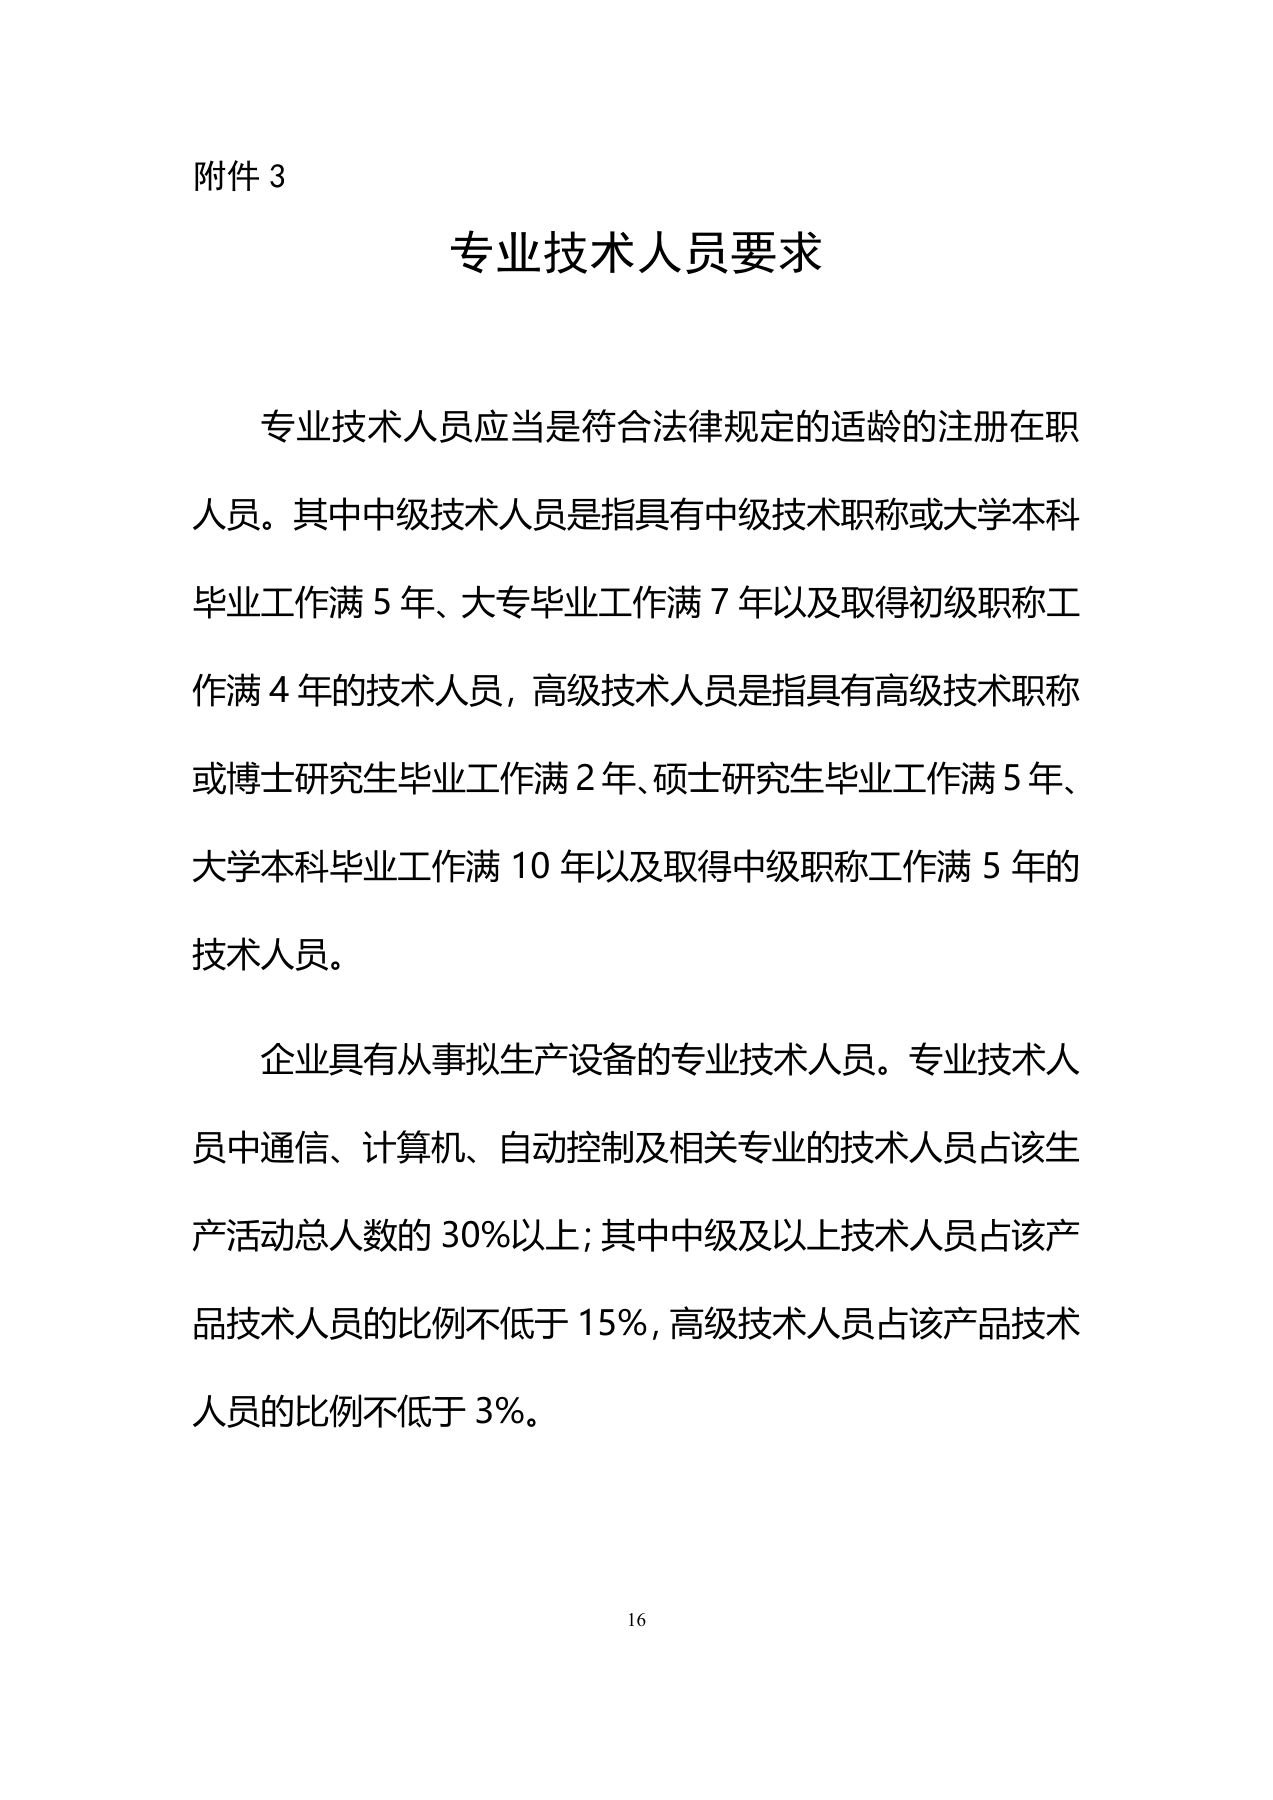 附件 3
专业技术人员要求
专业技术人员应当是符合法律规定的适龄的注册在职
人员。其中中级技术人员是指具有中级技术职称或大学本科
毕业工作满 5 年、大专毕业工作满 7 年以及取得初级职称工
作满 4 年的技术人员，高级技术人员是指具有高级技术职称
或博士研究生毕业工作满 2 年、硕士研究生毕业工作满 5 年、
大学本科毕业工作满 10 年以及取得中级职称工作满 5 年的
技术人员。
企业具有从事拟生产设备的专业技术人员。专业技术人
员中通信、计算机、自动控制及相关专业的技术人员占该生
产活动总人数的 30%以上；其中中级及以上技术人员占该产
品技术人员的比例不低于 15%，高级技术人员占该产品技术
人员的比例不低于 3%。
16